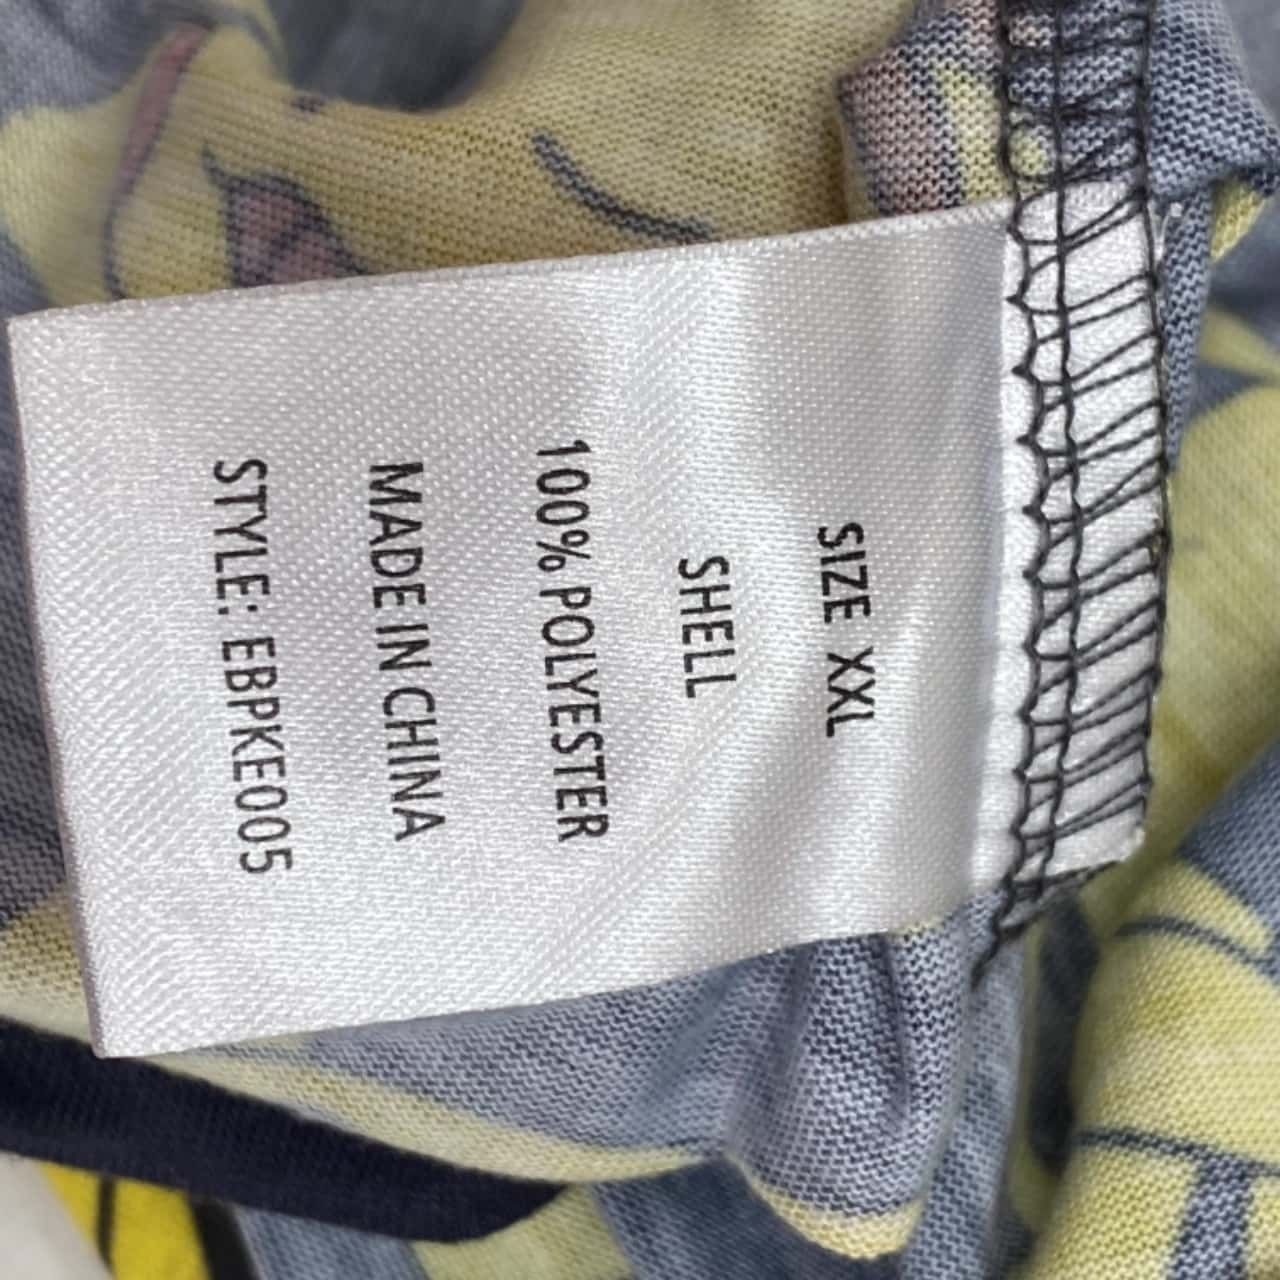 SIZE XXL
SHELL
100% POLYESTER
MADE IN CHINA
STYLE: EBPKE005